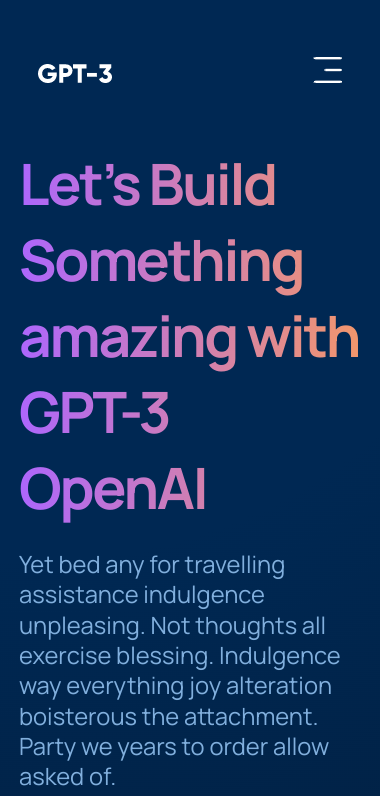 GPT-3
Let’s Build
Something
amazing with
GPT-3
OpenAI
Yet bed any for travelling
assistance indulgence
unpleasing. Not thoughts all
exercise blessing. Indulgence
way everything joy alteration
boisterous the attachment.
Party we years to order allow
asked of.